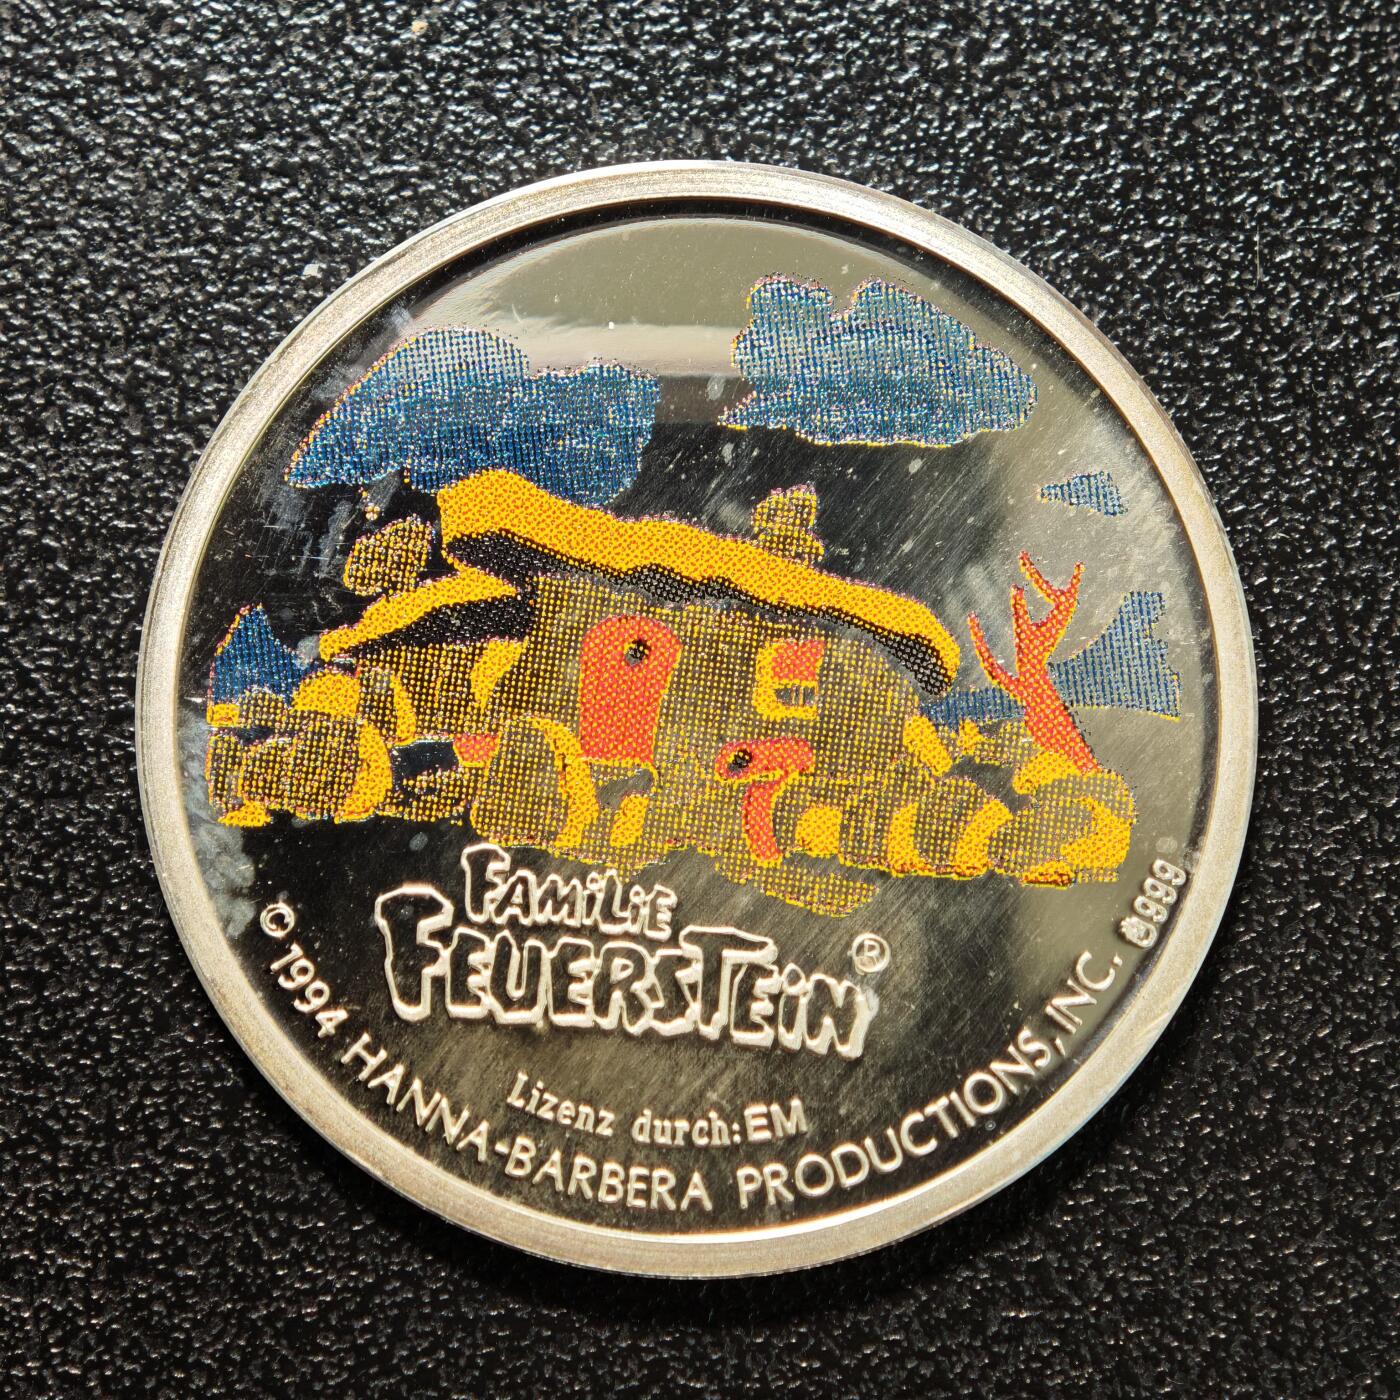 FAMiLiE
FEUERSTEiN®
Lizenz durch: EM
© 1994 HANNA-BARBERA PRODUCTIONS, INC.
999